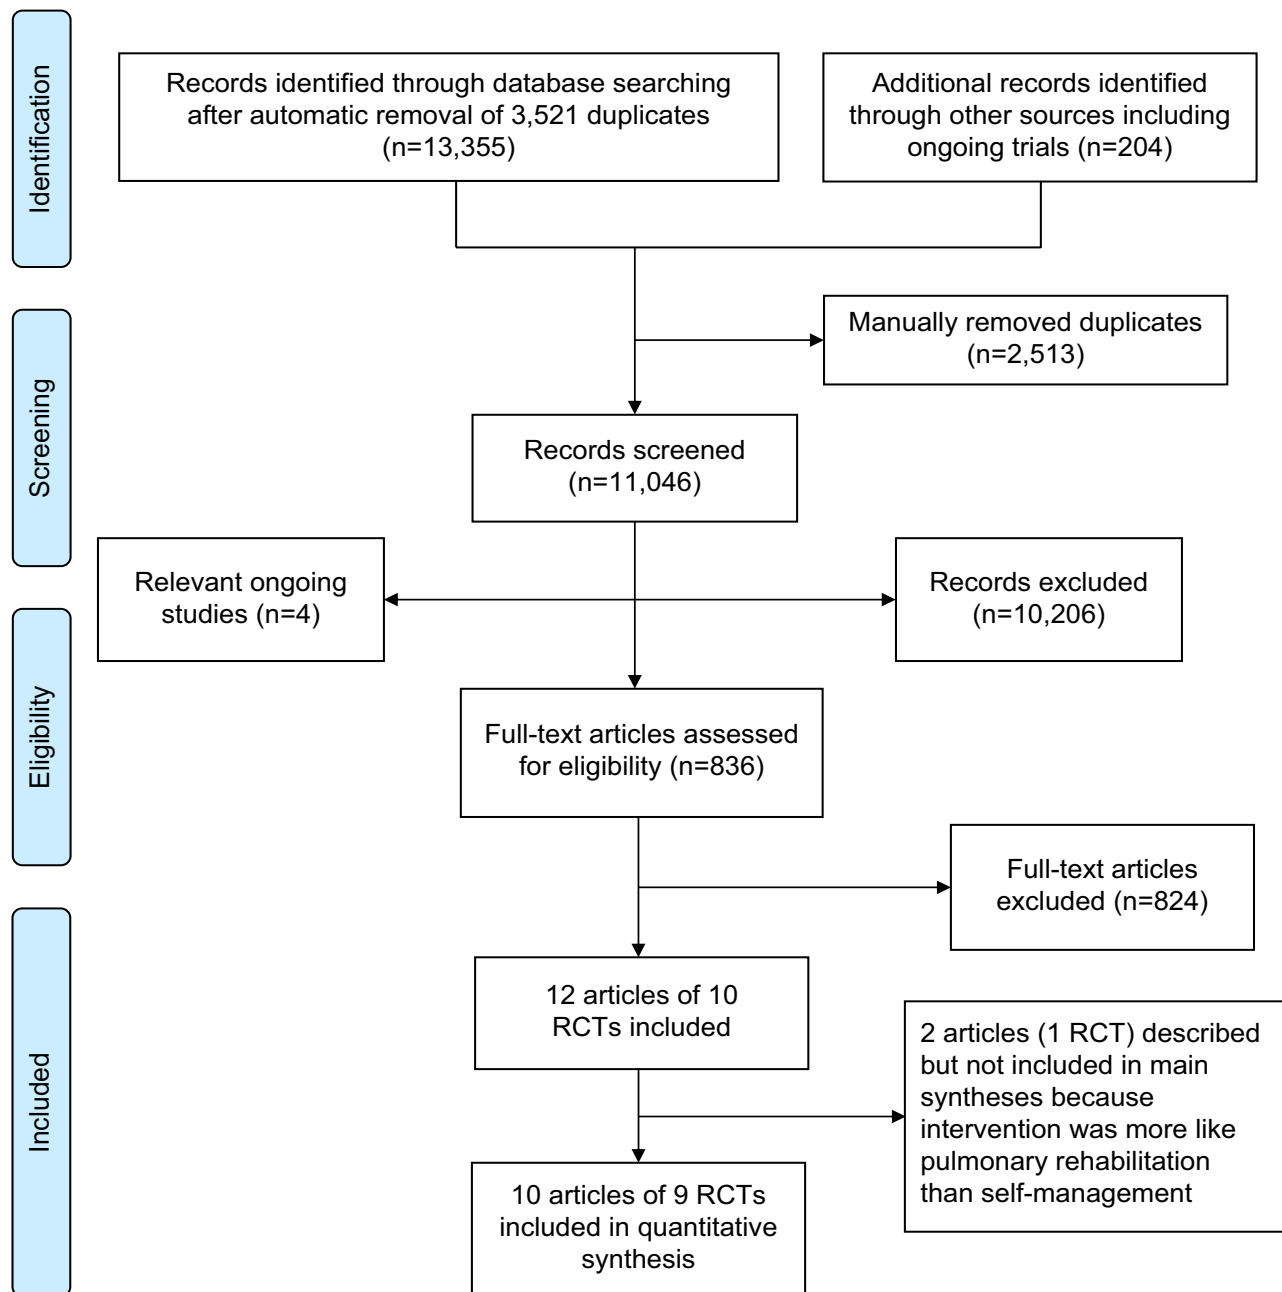 Identification
Records identified through database searching
after automatic removal of 3,521 duplicates
(n=13,355)
Additional records identified
through other sources including
ongoing trials (n=204)
Manually removed duplicates
(n=2,513)
Screening
Records screened
(n=11,046)
Relevant ongoing
studies (n=4)
Records excluded
(n=10,206)
Eligibility
Full-text articles assessed
for eligibility (n=836)
Full-text articles
excluded (n=824)
Included
12 articles of 10
RCTs included
2 articles (1 RCT) described
but not included in main
syntheses because
intervention was more like
pulmonary rehabilitation
than self-management
10 articles of 9 RCTs
included in quantitative
synthesis